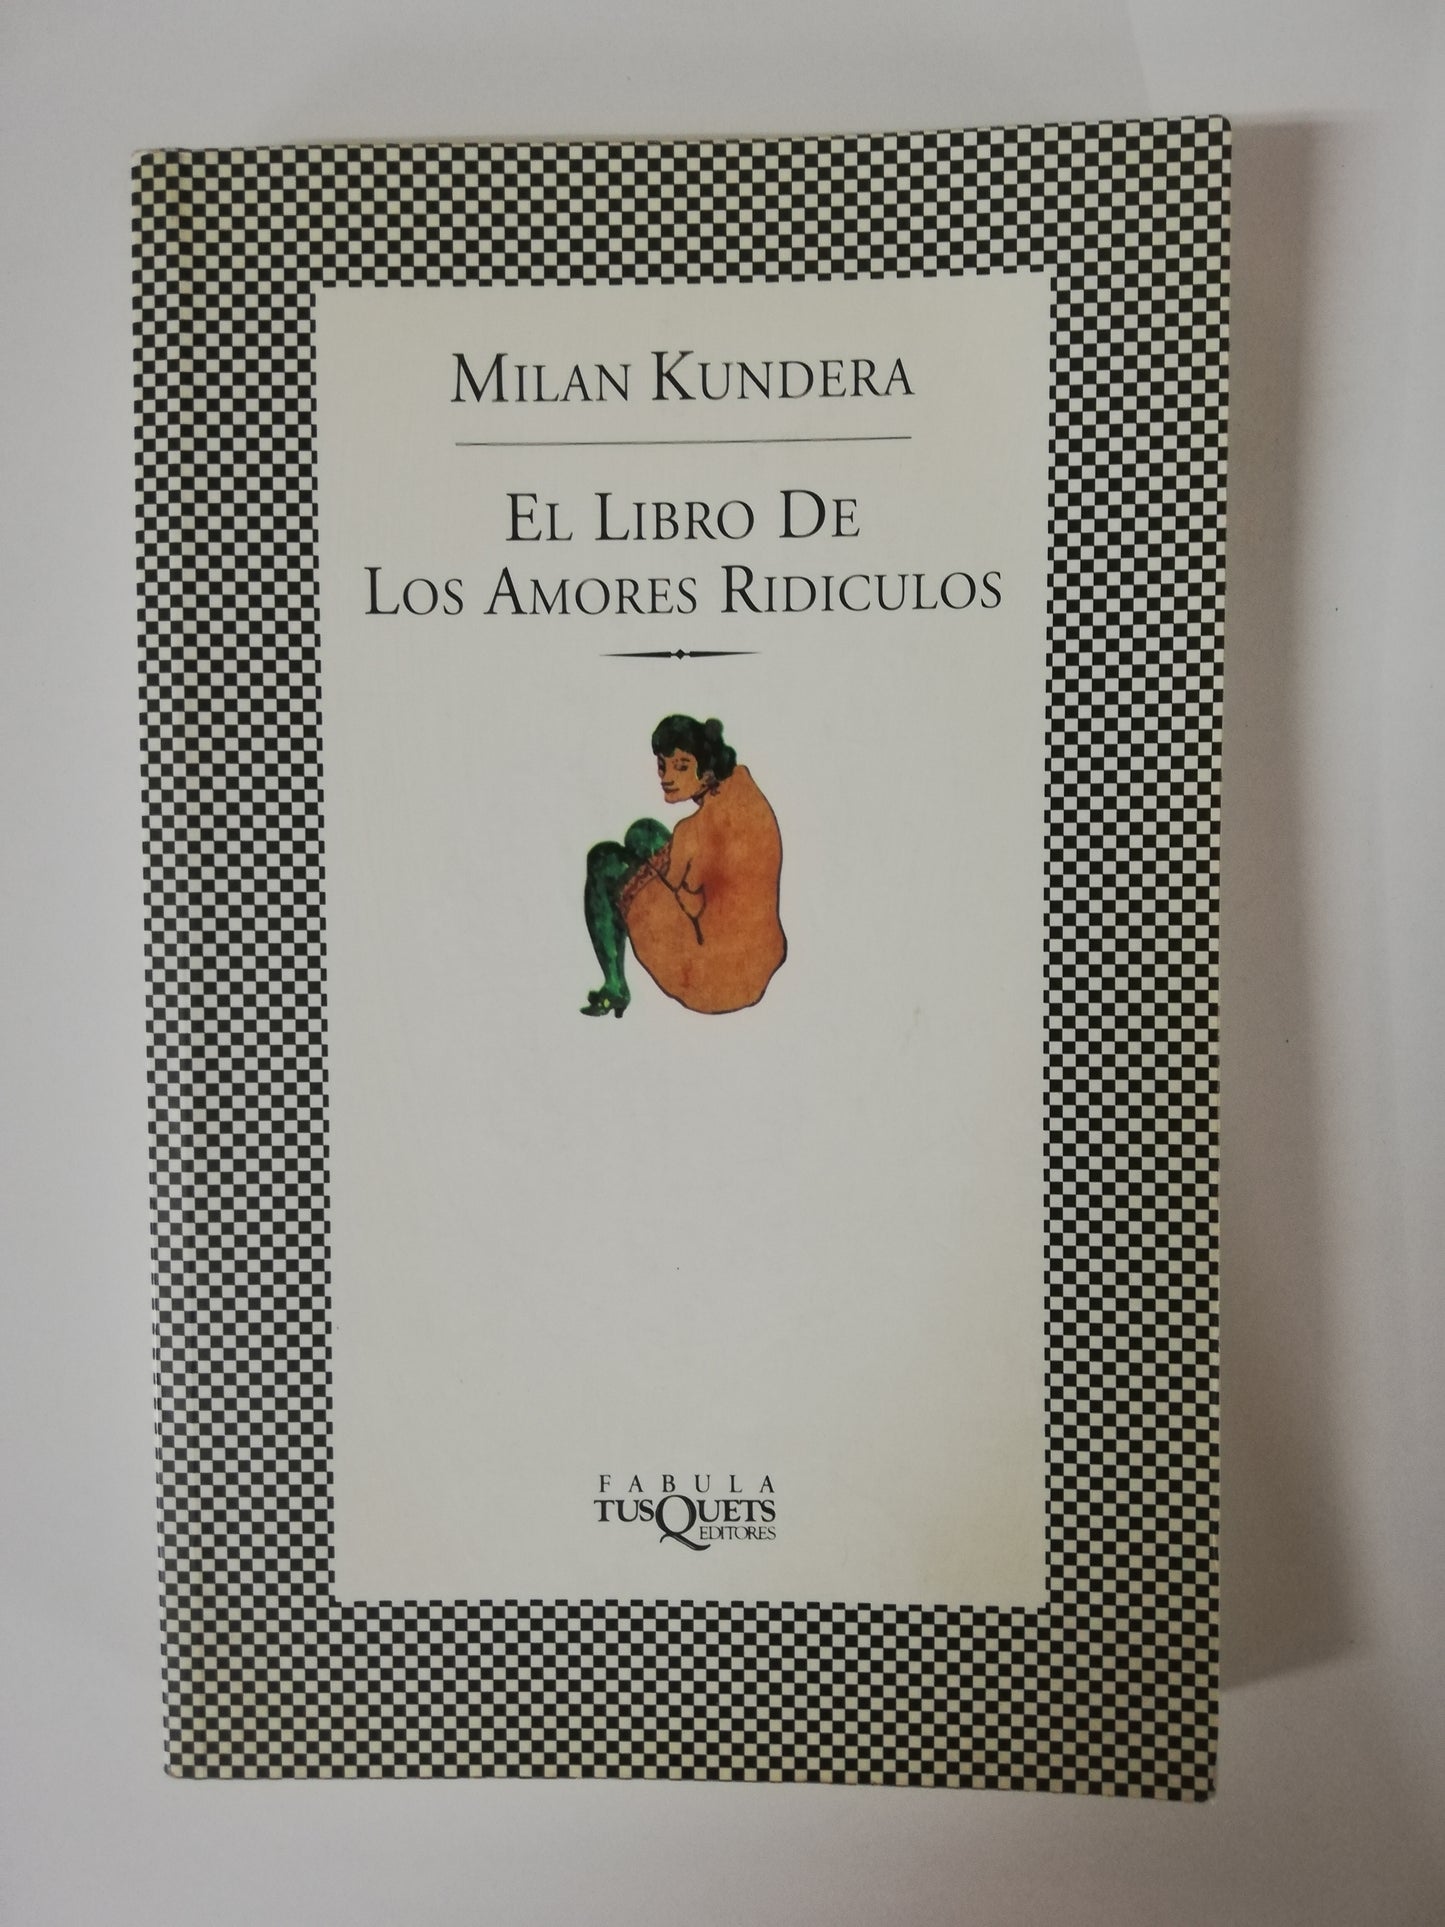 MILAN KUNDERA
EL LIBRO DE
LOS AMORES RIDICULOS
FABULA
TUSQUETS
EDITORES